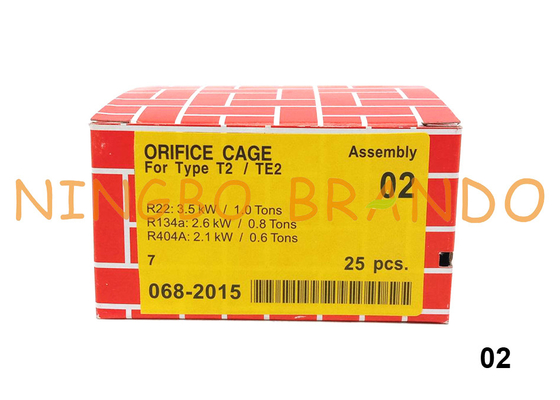 ORIFICE CAGE Assembly
For Type T2 / TE2
02
R22: 3.5 kW / 1.0 Tons
R134a: 2.6 kW / 0.8 Tons
R404A: 2.1 kW / 0.6 Tons
7 25 pcs.
068-2015
NINGBO BRANDO
02